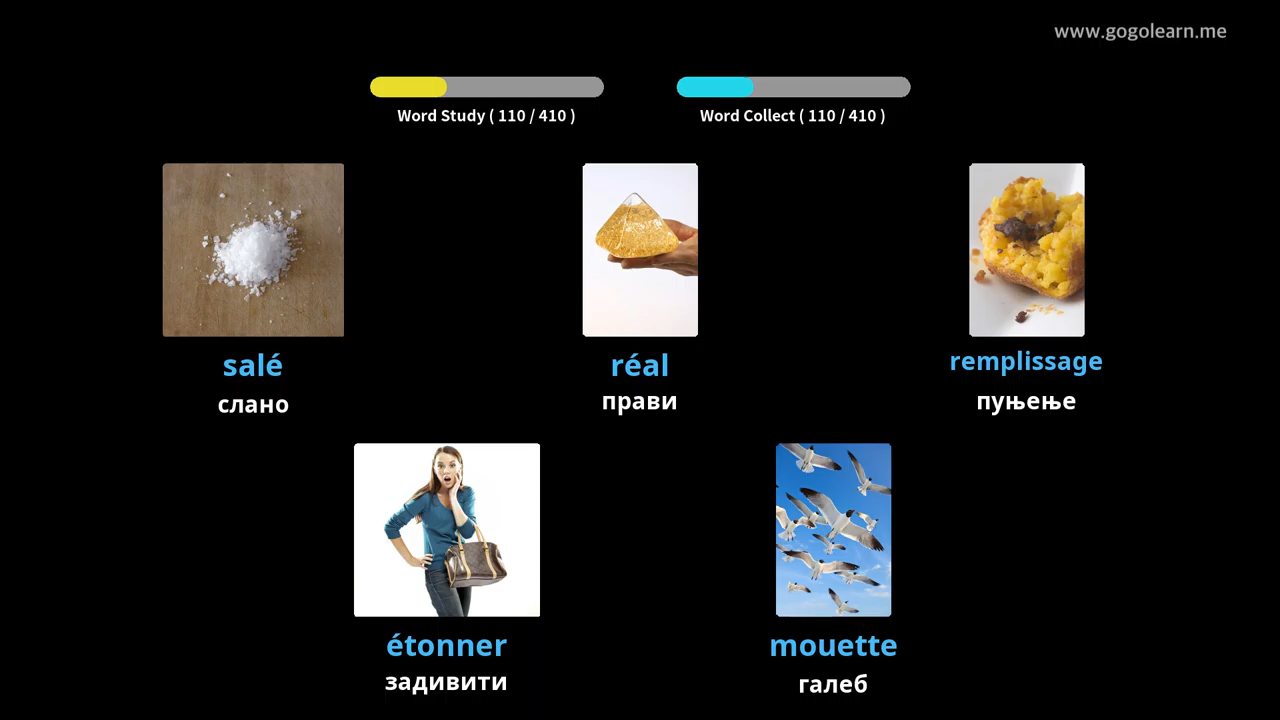 www.gogolearn.me
Word Study ( 110 / 410 )
Word Collect ( 110 / 410 )
salé
слано
réal
прави
remplissage
пуњење
étonner
задивити
mouette
галеб